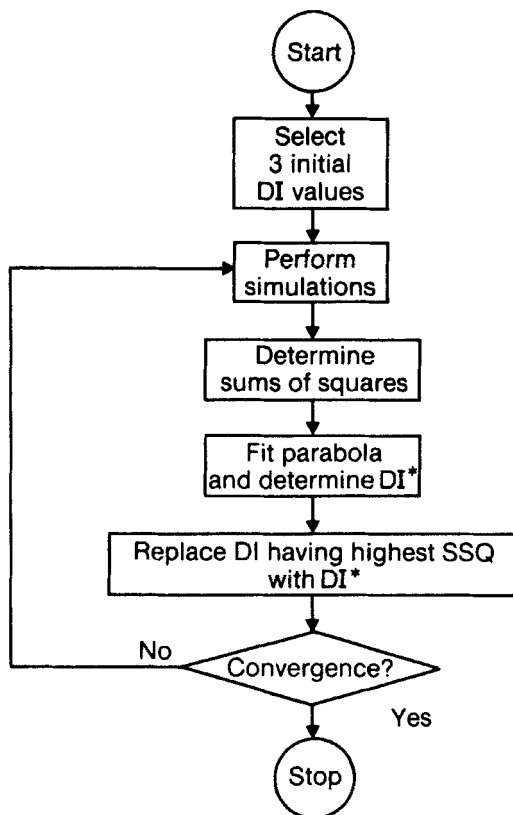 Start
Select
3 initial
DI values
Perform
simulations
Determine
sums of squares
Fit parabola
and determine DI*
Replace DI having highest SSQ
with DI*
No
Convergence?
Yes
Stop